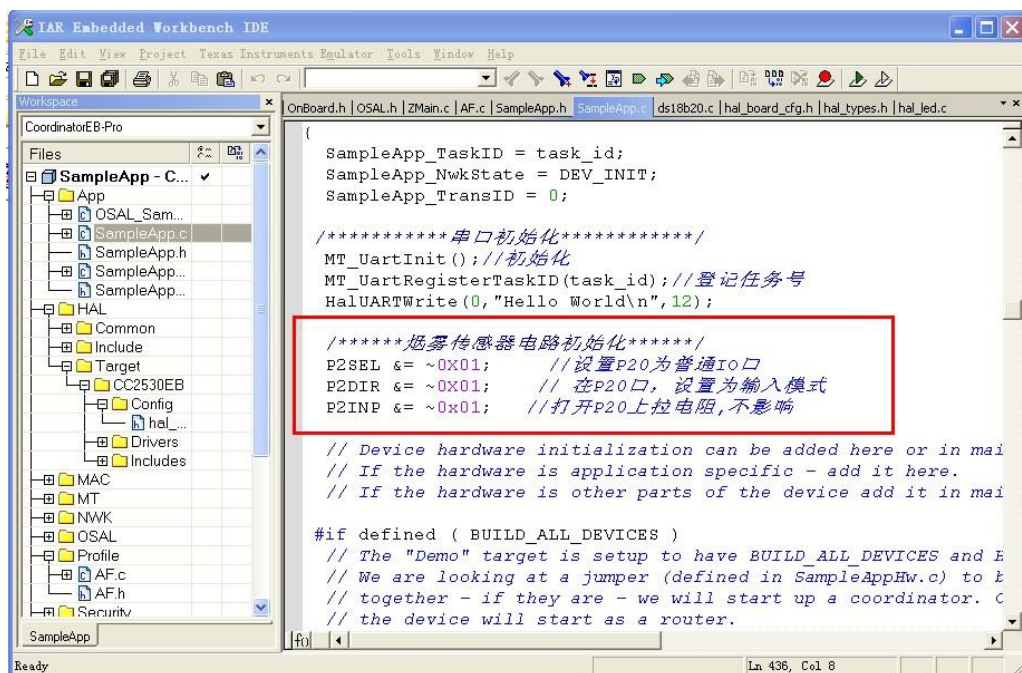 IAR Embedded Workbench IDE
File Edit View Project Texas Instruments Emulator Tools Window Help
Workspace
CoordinatorEB-Pro
Files
SampleApp - C...
App
OSAL_Sam...
SampleApp.c
SampleApp.h
SampleApp...
SampleApp...
HAL
Common
Include
Target
CC2530EB
Config
hal_...
Drivers
Includes
MAC
MT
NWK
OSAL
Profile
AF.c
AF.h
Security
SampleApp
OnBoard.h | OSAL.h | ZMain.c | AF.c | SampleApp.h | SampleApp.c | ds18b20.c | hal_board_cfg.h | hal_types.h | hal_led.c
{
SampleApp_TaskID = task_id;
SampleApp_NwkState = DEV_INIT;
SampleApp_TransID = 0;
/***********串口初始化************/
MT_UartInit();//初始化
MT_UartRegisterTaskID(task_id);//登记任务号
HalUARTWrite(0,"Hello World\n",12);
/******烟雾传感器电路初始化******/
P2SEL &= ~0X01; //设置P20为普通IO口
P2DIR &= ~0X01; // 在P20口，设置为输入模式
P2INP &= ~0x01; //打开P20上拉电阻,不影响
// Device hardware initialization can be added here or in mai
// If the hardware is application specific - add it here.
// If the hardware is other parts of the device add it in mai
#if defined ( BUILD_ALL_DEVICES )
// The "Demo" target is setup to have BUILD_ALL_DEVICES and H
// We are looking at a jumper (defined in SampleAppHw.c) to b
// together - if they are - we will start up a coordinator. O
// the device will start as a router.
f()
Ready
Ln 436, Col 8